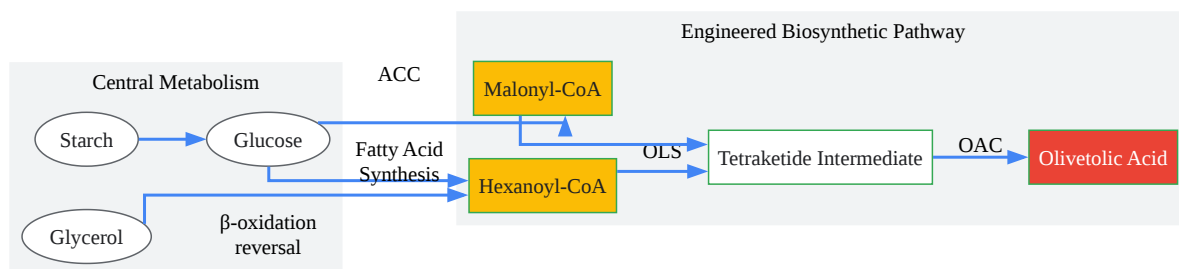 Engineered Biosynthetic Pathway
Central Metabolism
ACC
Malonyl-CoA
Starch
Glucose
Fatty Acid
Synthesis
OLS
Tetraketide Intermediate
OAC
Olivetolic Acid
Hexanoyl-CoA
Glycerol
β-oxidation
reversal